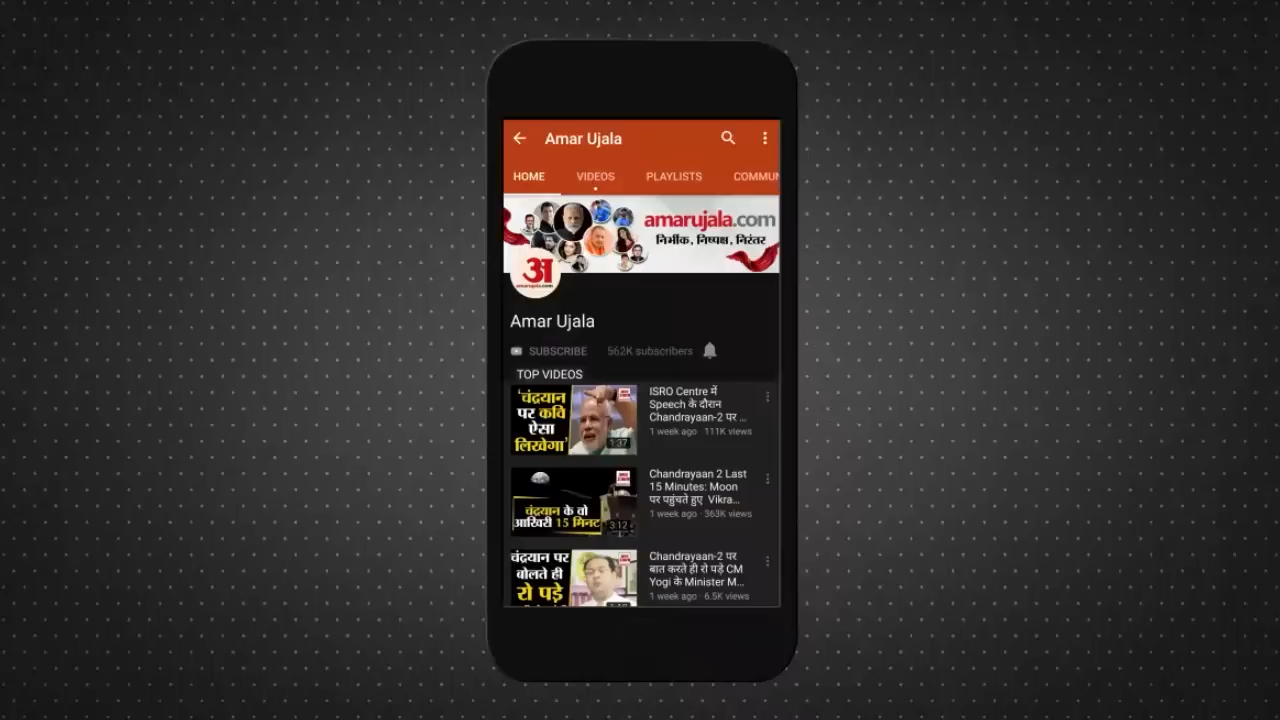 Amar Ujala
HOME VIDEOS PLAYLISTS COMMUN
amarujala.com
निर्भीक, निष्पक्ष, निरंतर
अ
amarujala.com
Amar Ujala
SUBSCRIBE 562K subscribers
TOP VIDEOS
'चंद्रयान
पर कवि
ऐसा
लिखेगा'
1:37
ISRO Centre में
Speech के दौरान
Chandrayaan-2 पर ...
1 week ago · 111K views
चंद्रयान के वो
आखिरी 15 मिनट
3:12
Chandrayaan 2 Last
15 Minutes: Moon
पर पहुंचते हुए Vikra...
1 week ago · 363K views
चंद्रयान पर
बोलते ही
रो पड़े
Chandrayaan-2 पर
बात करते ही रो पड़े CM
Yogi के Minister M...
1 week ago · 6.5K views